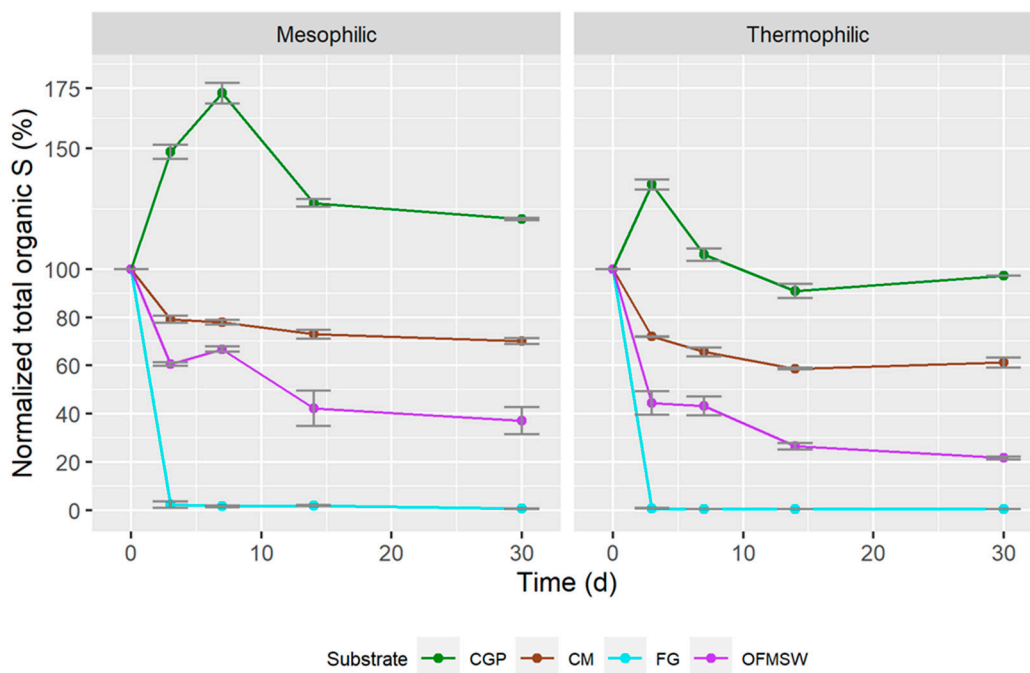 Mesophilic Thermophilic
Normalized total organic S (%)
175
150
100
80
60
40
20
0
0 10 20 30 0 10 20 30
Time (d)
Substrate CGP CM FG OFMSW